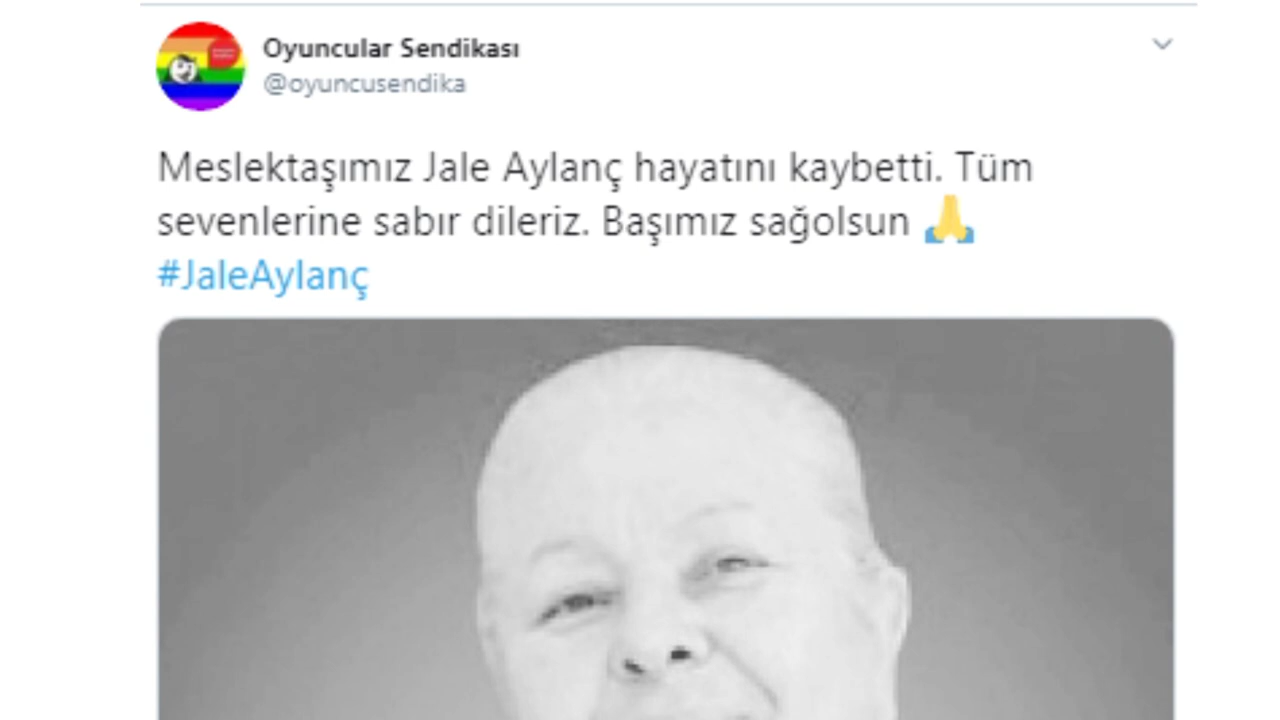 Oyuncular Sendikası
@oyuncusendika
Meslektaşımız Jale Aylanç hayatını kaybetti. Tüm
sevenlerine sabır dileriz. Başımız sağolsun 🙏
#JaleAylanç